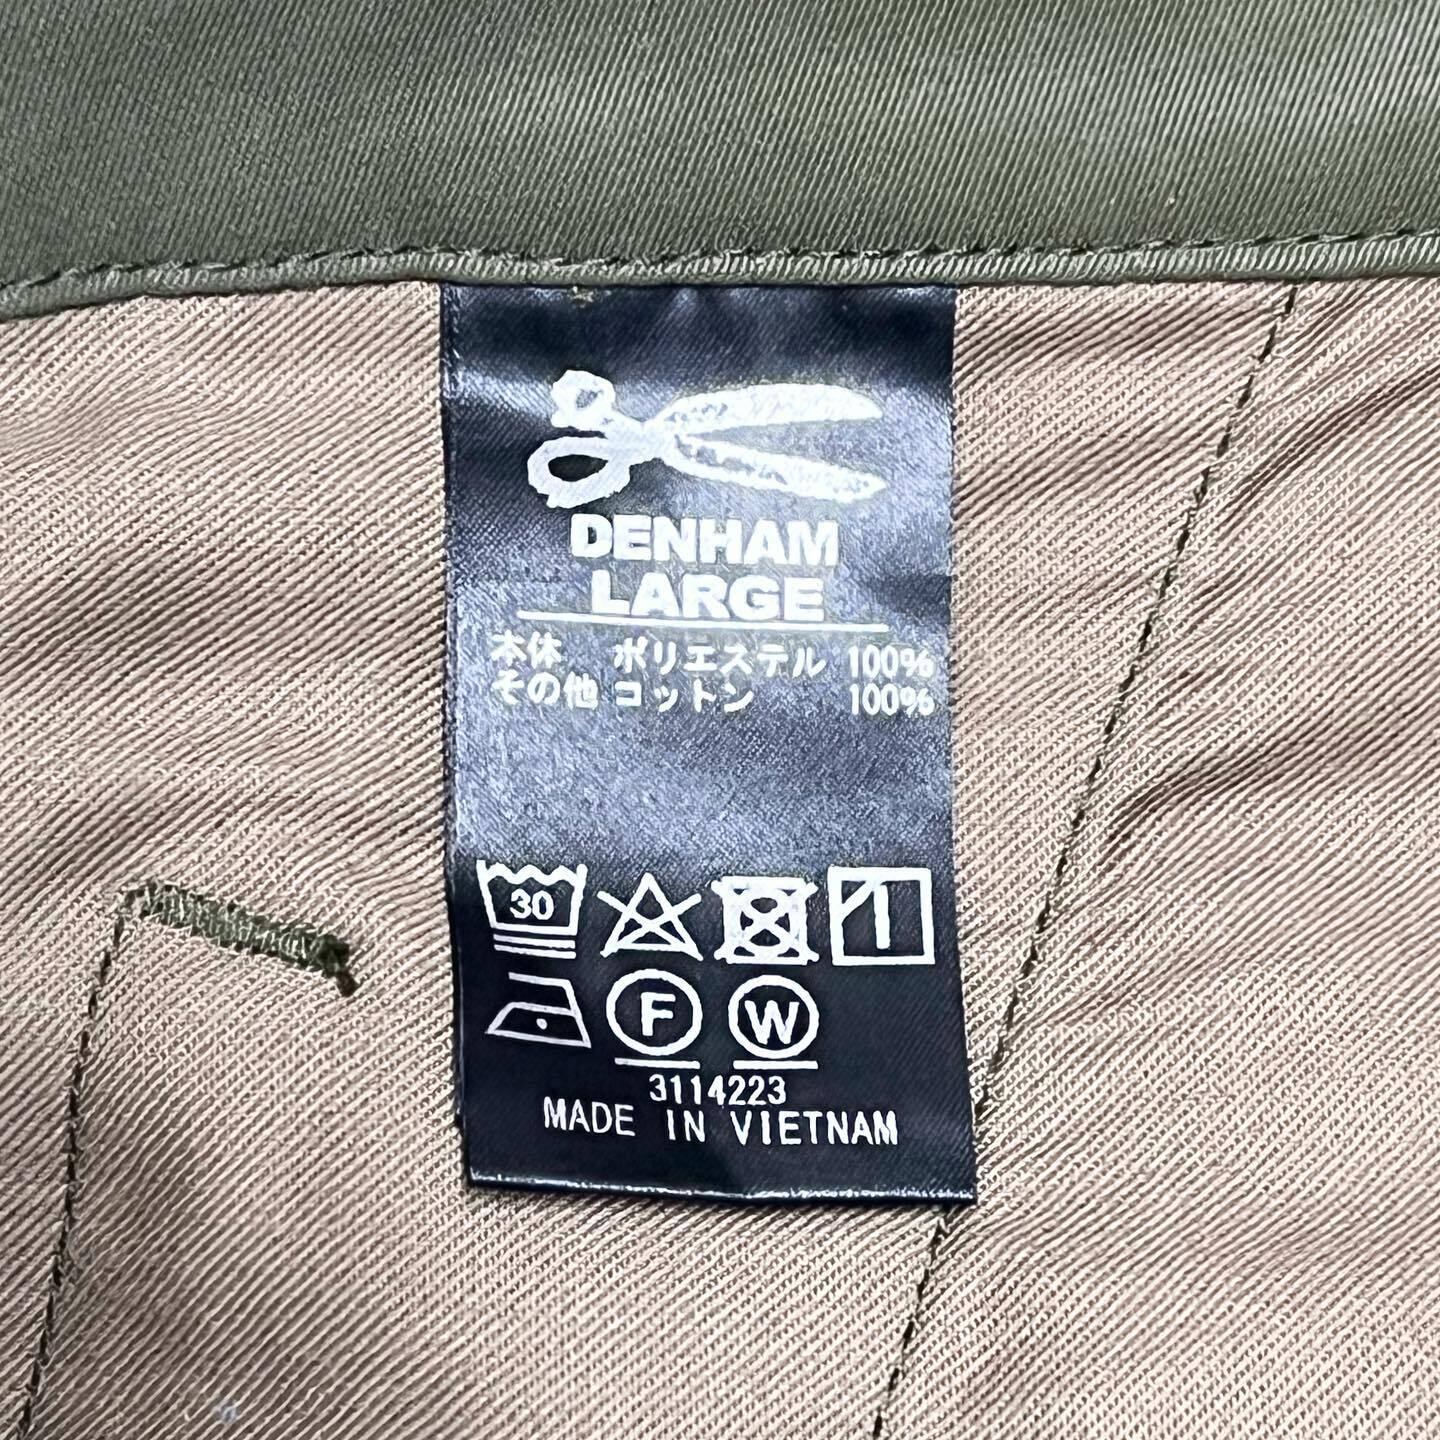 DENHAM
LARGE
本体 ポリエステル 100%
その他 コットン 100%
30
F W
3114223
MADE IN VIETNAM